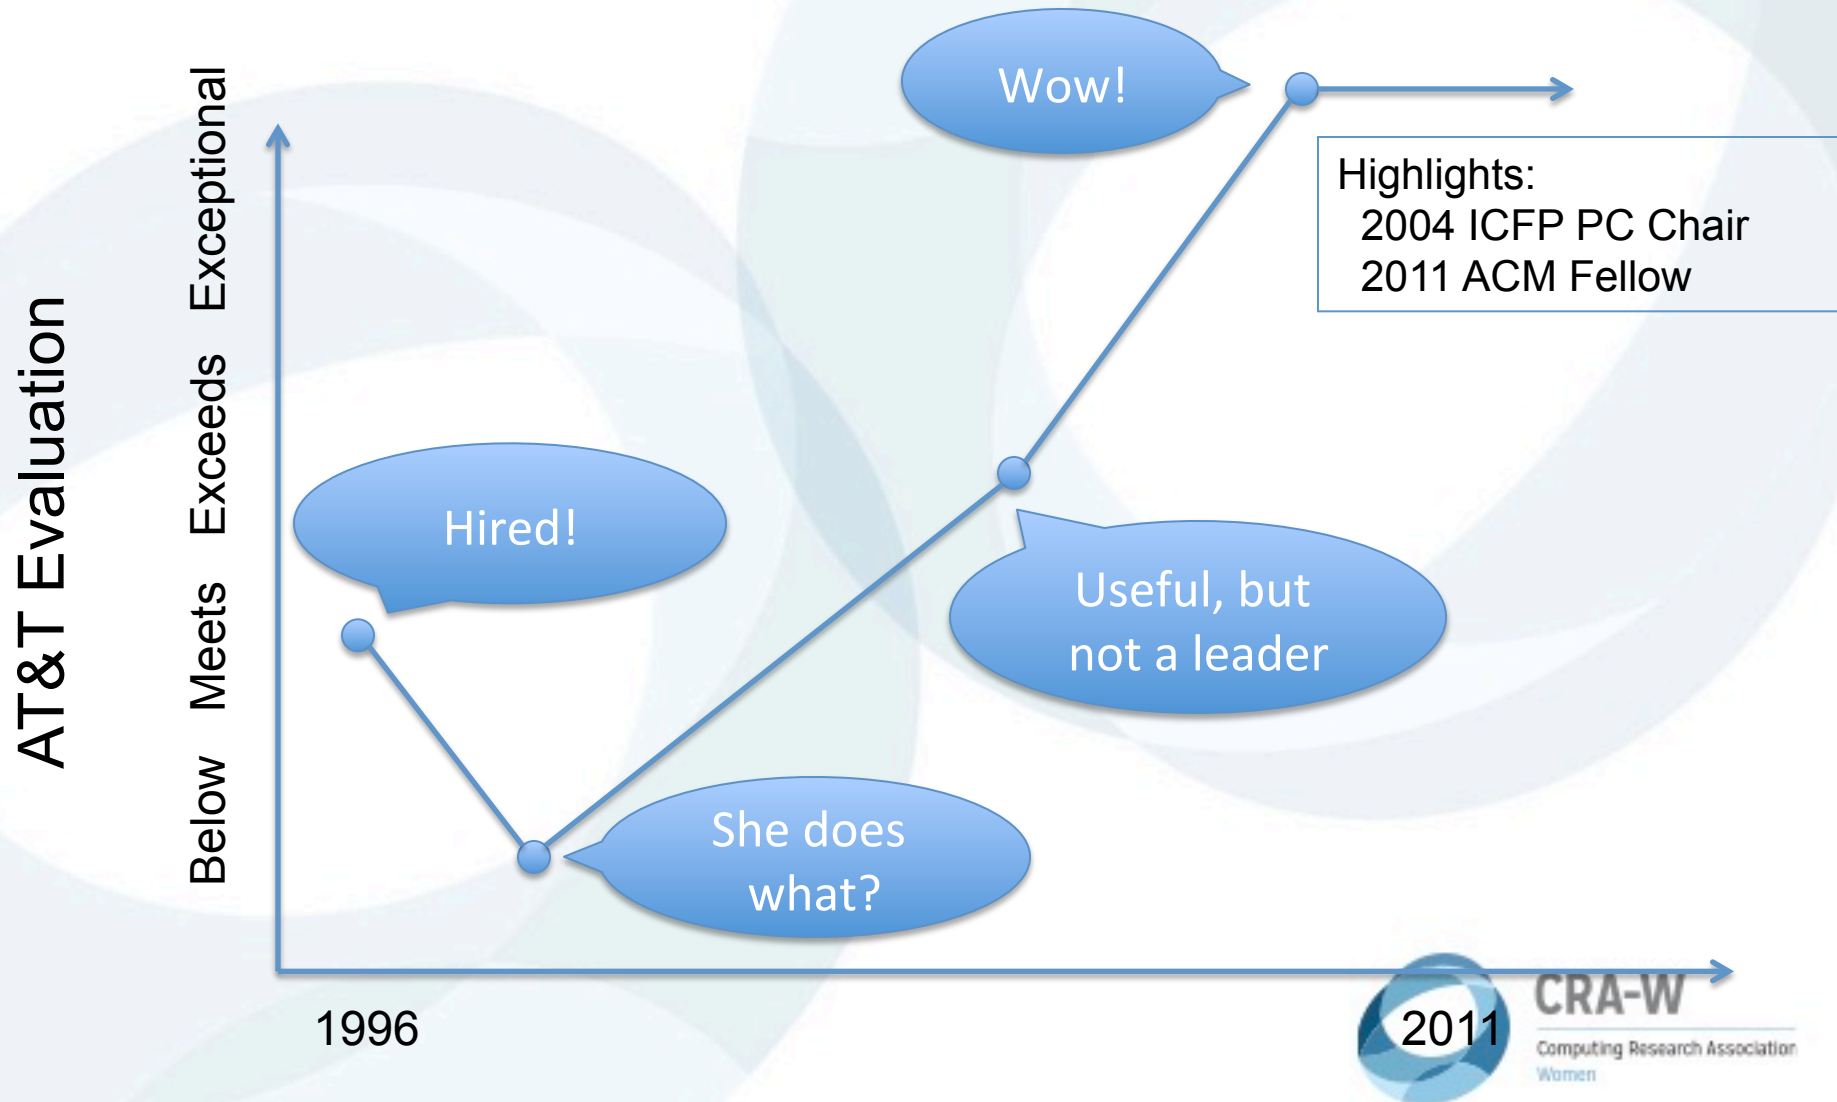 AT&T Evaluation
Below Meets Exceeds Exceptional
Wow!
Highlights:
2004 ICFP PC Chair
2011 ACM Fellow
Hired!
Useful, but
not a leader
She does
what?
1996
2011
CRA-W
Computing Research Association
Women